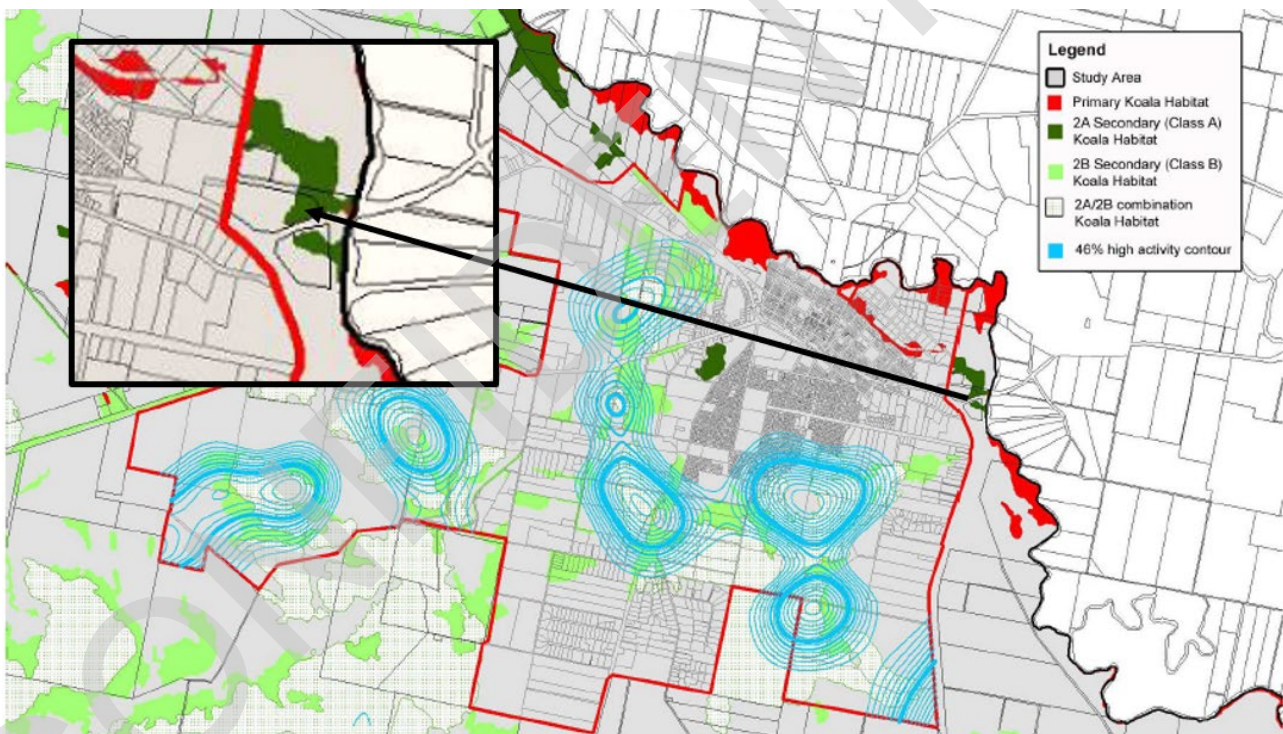 Legend
Study Area
Primary Koala Habitat
2A Secondary (Class A)
Koala Habitat
2B Secondary (Class B)
Koala Habitat
2A/2B combination
Koala Habitat
46% high activity contour